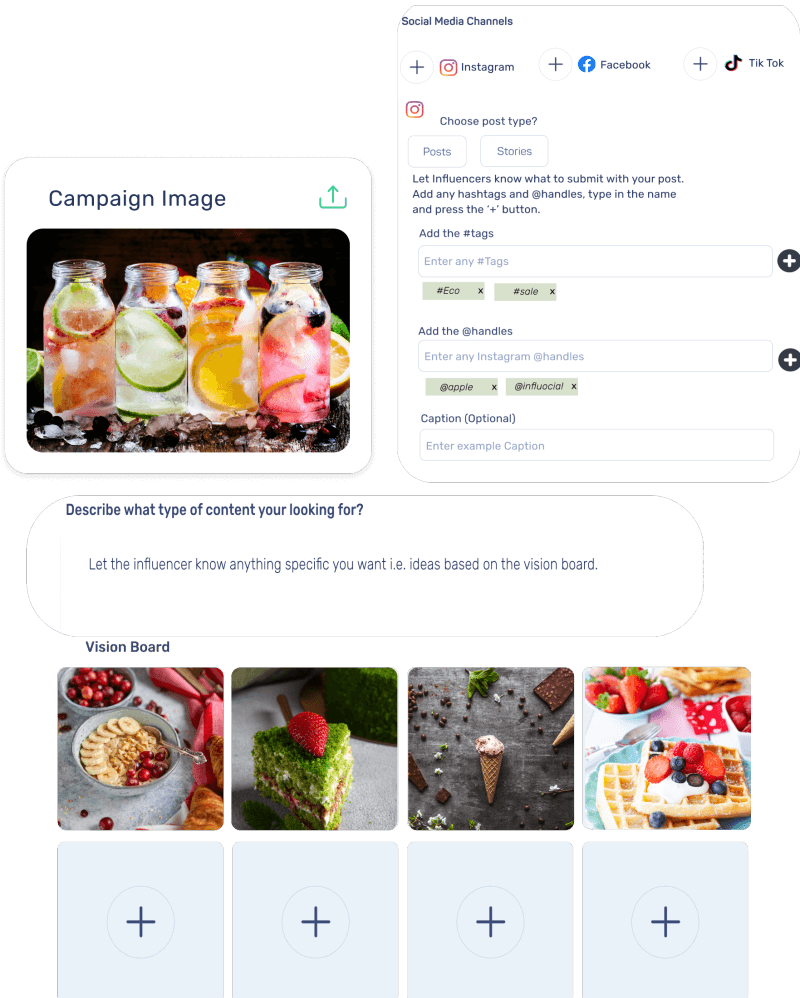 Social Media Channels
Instagram
Facebook
Tik Tok
Choose post type?
Posts
Stories
Let Influencers know what to submit with your post.
Add any hashtags and @handles, type in the name
and press the ‘+’ button.
Add the #tags
Enter any #Tags
#Eco x
#sale x
Add the @handles
Enter any Instagram @handles
@apple x
@influocial x
Caption (Optional)
Enter example Caption
Campaign Image
Describe what type of content your looking for?
Let the influencer know anything specific you want i.e. ideas based on the vision board.
Vision Board